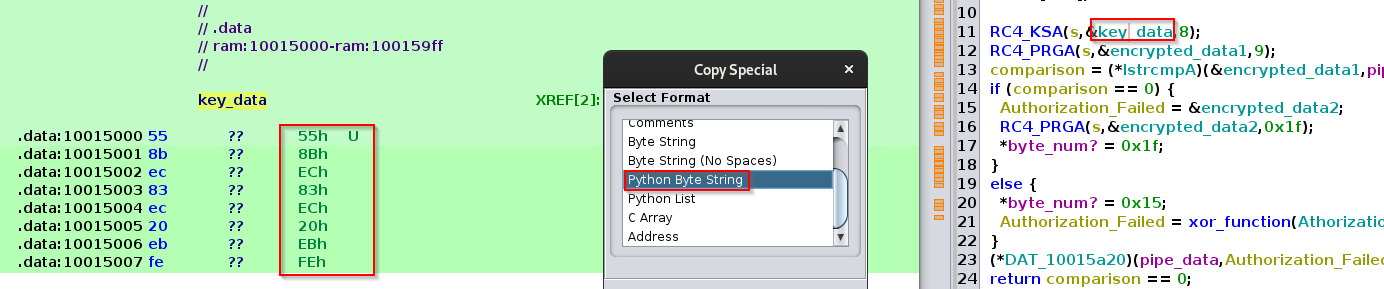 //
// .data
// ram:10015000-ram:100159ff
//
key_data XREF[2]:
.data:10015000 55 ?? 55h U
.data:10015001 8b ?? 8Bh
.data:10015002 ec ?? ECh
.data:10015003 83 ?? 83h
.data:10015004 ec ?? ECh
.data:10015005 20 ?? 20h
.data:10015006 eb ?? EBh
.data:10015007 fe ?? FEh
Copy Special ×
Select Format
Comments
Byte String
Byte String (No Spaces)
Python Byte String
Python List
C Array
Address
10
11 RC4_KSA(s,&key_data,8);
12 RC4_PRGA(s,&encrypted_data1,9);
13 comparison = (*lstrcmpA)(&encrypted_data1,pip
14 if (comparison == 0) {
15 Authorization_Failed = &encrypted_data2;
16 RC4_PRGA(s,&encrypted_data2,0x1f);
17 *byte_num? = 0x1f;
18 }
19 else {
20 *byte_num? = 0x15;
21 Authorization_Failed = xor_function(Athorizatio
22 }
23 (*DAT_10015a20)(pipe_data,Authorization_Failed
24 return comparison == 0;